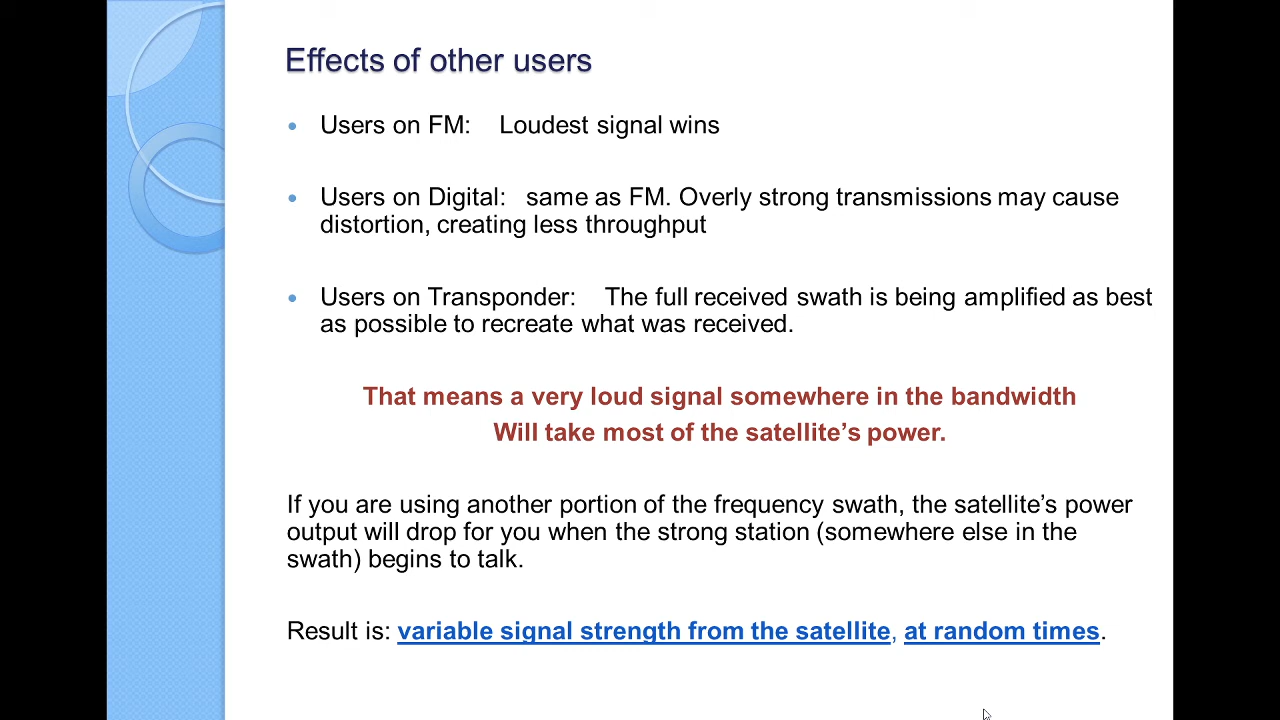 Effects of other users
• Users on FM: Loudest signal wins
• Users on Digital: same as FM. Overly strong transmissions may cause
distortion, creating less throughput
• Users on Transponder: The full received swath is being amplified as best
as possible to recreate what was received.
That means a very loud signal somewhere in the bandwidth
Will take most of the satellite’s power.
If you are using another portion of the frequency swath, the satellite’s power
output will drop for you when the strong station (somewhere else in the
swath) begins to talk.
Result is: variable signal strength from the satellite, at random times.